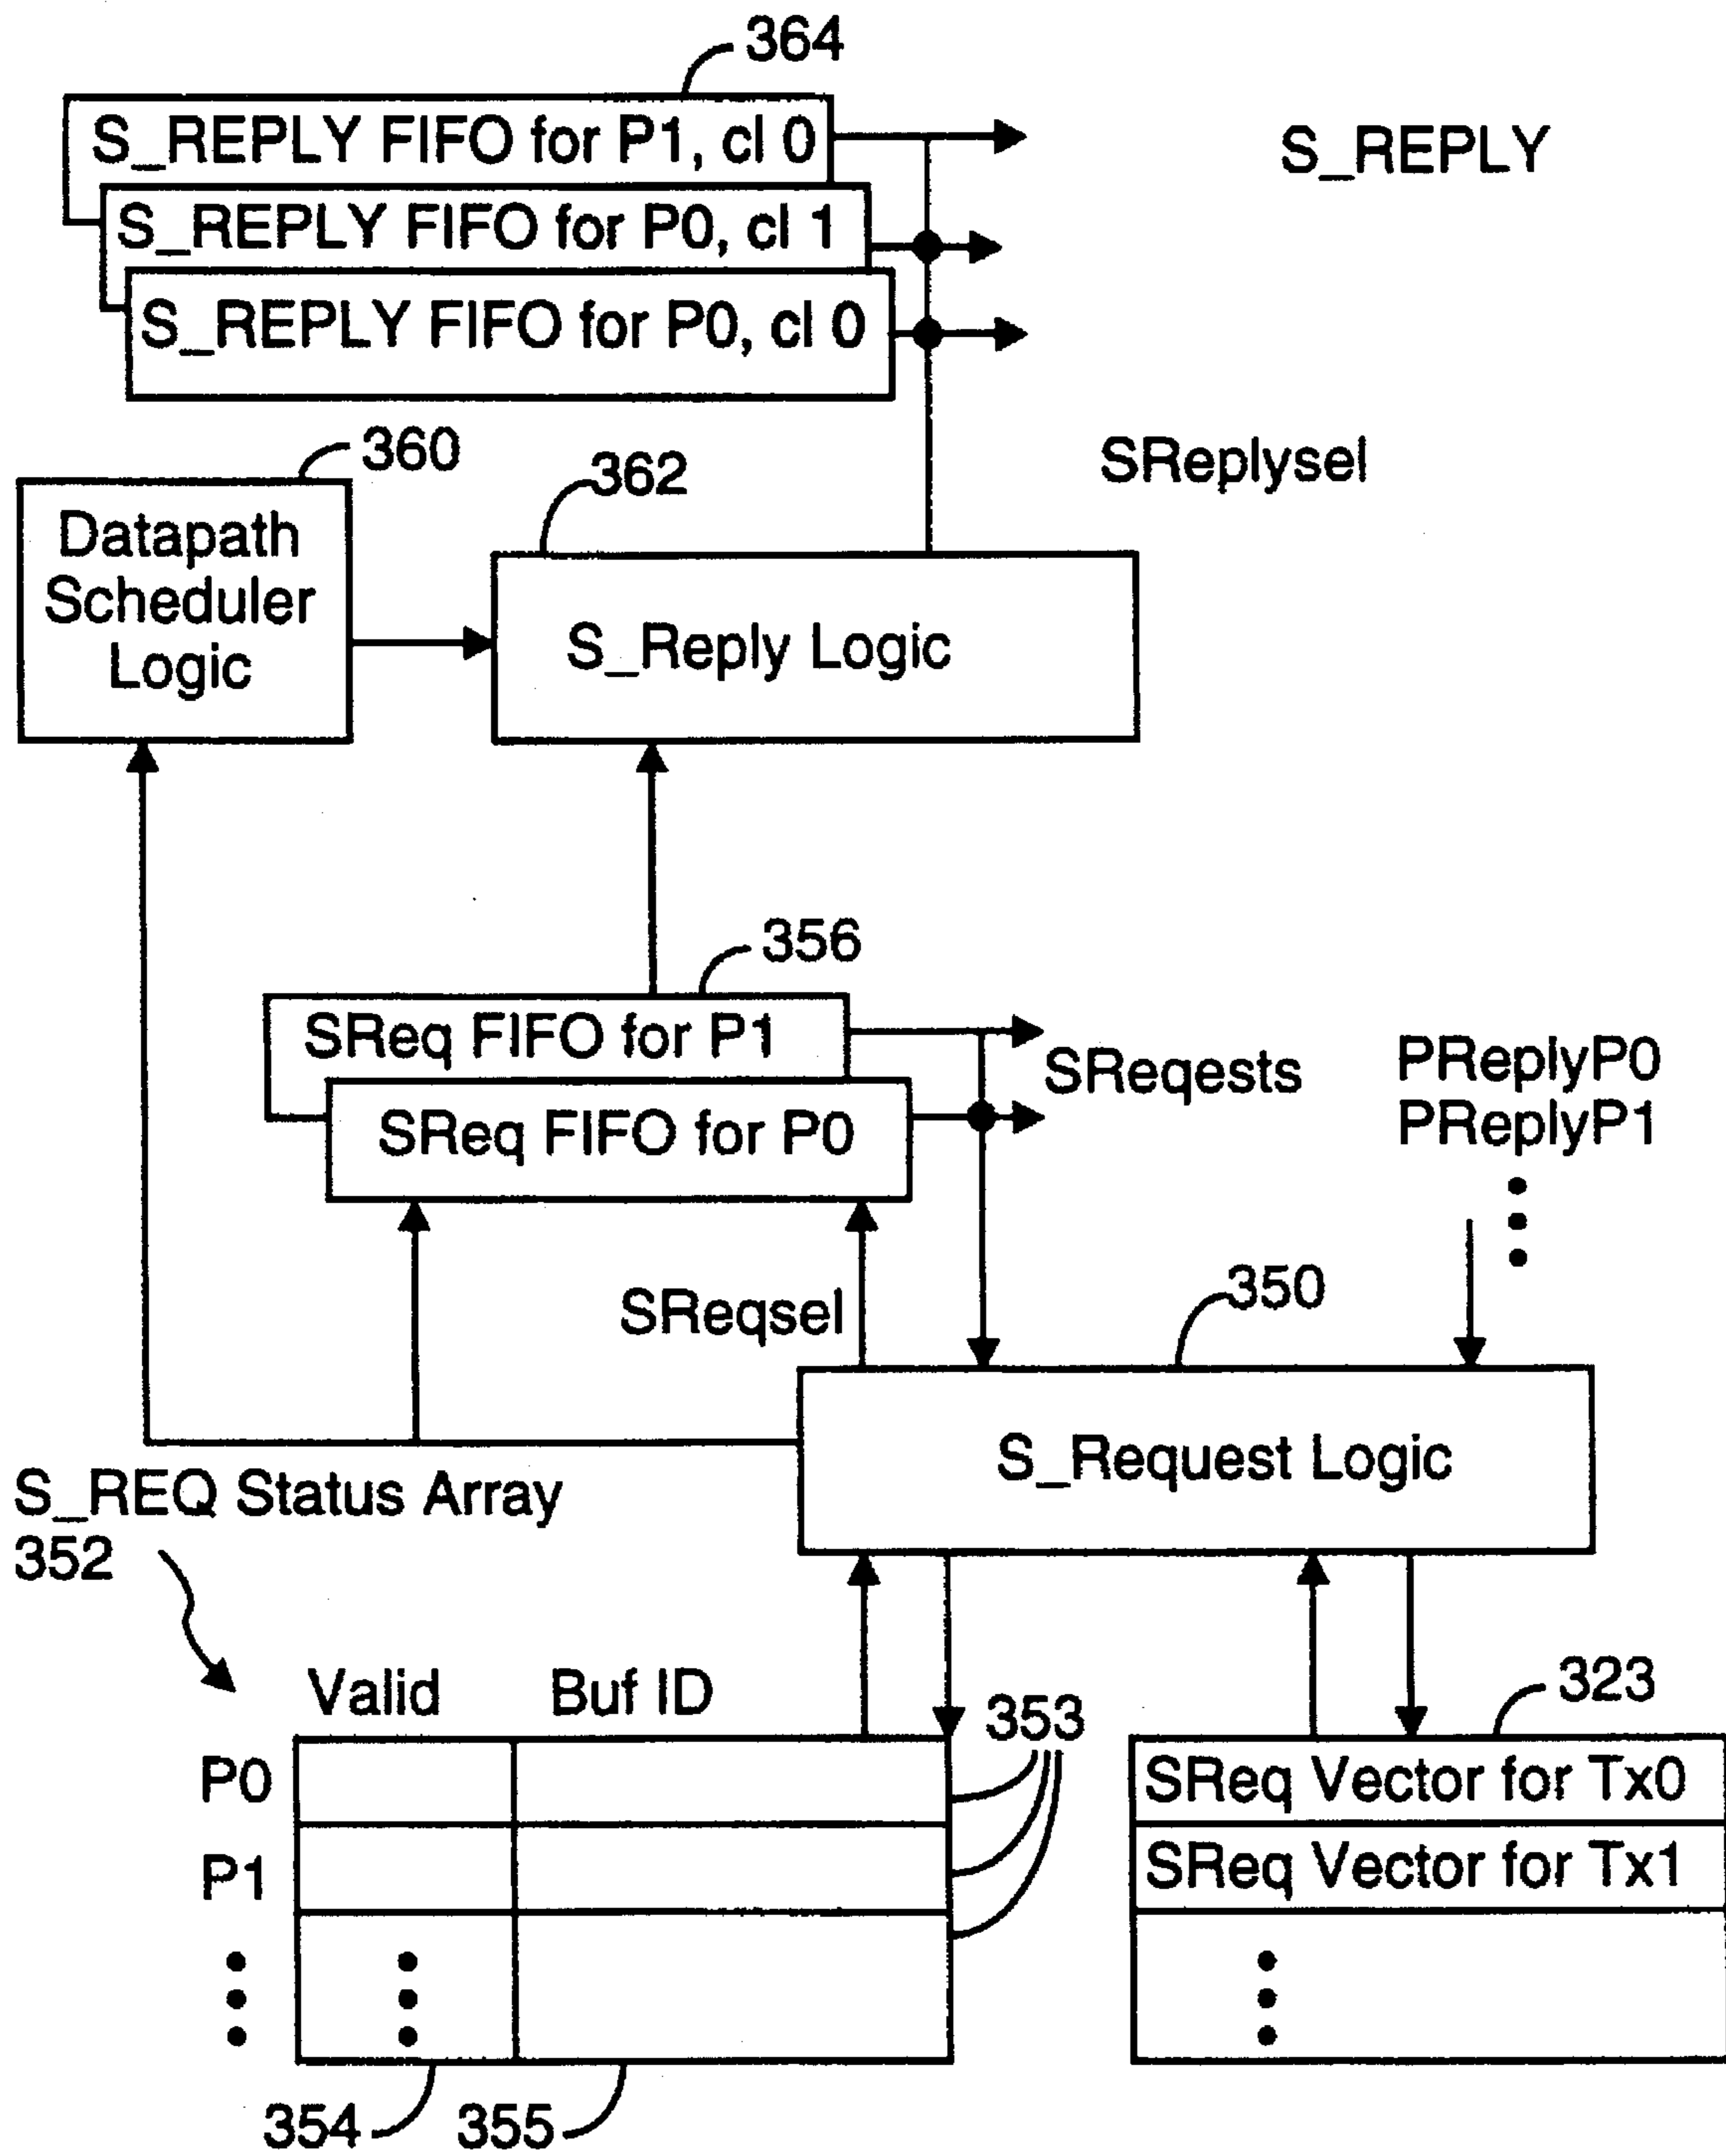 364
S_REPLY FIFO for P1, cl 0
S_REPLY
S_REPLY FIFO for P0, cl 1
S_REPLY FIFO for P0, cl 0
360
362
SReplysel
Datapath
Scheduler
Logic
S_Reply Logic
356
SReq FIFO for P1
SReqests
PReplyP0
PReplyP1
SReq FIFO for P0
SReqsel
350
S_Request Logic
S_REQ Status Array
352
Valid
Buf ID
353
323
P0
SReq Vector for Tx0
P1
SReq Vector for Tx1
354
355